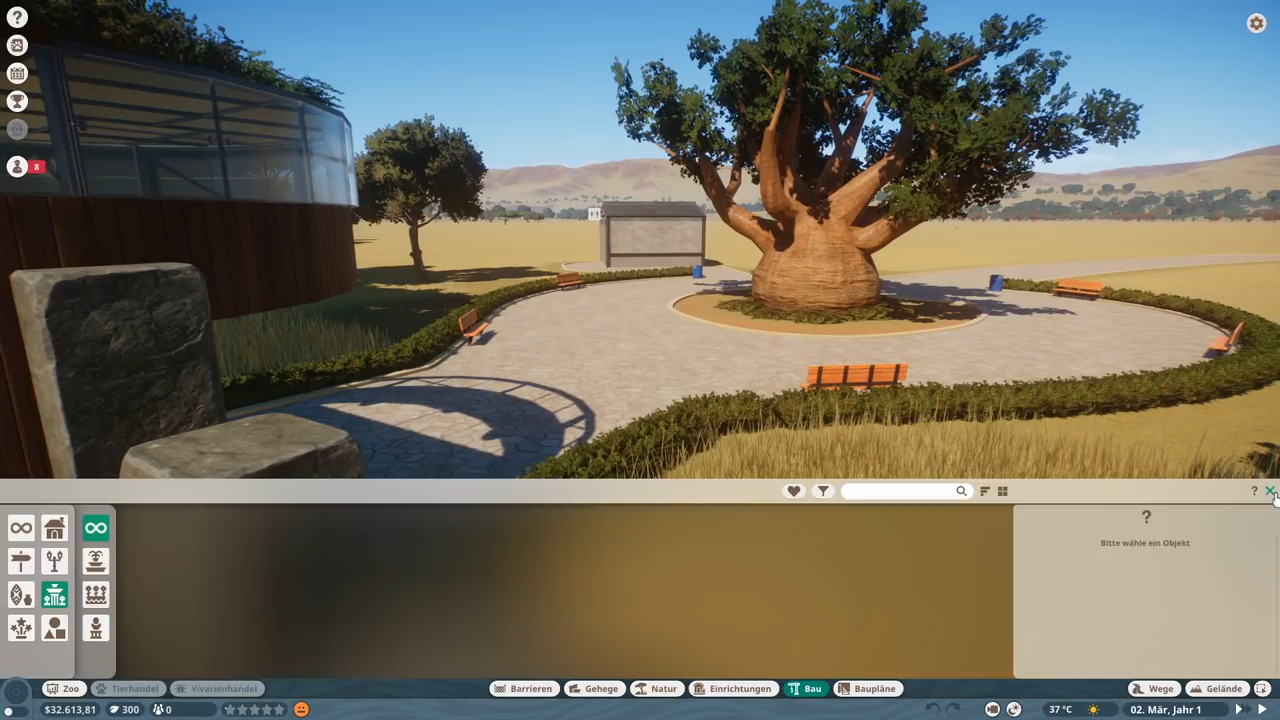 ?
8
?
?
Bitte wähle ein Objekt
Zoo
Tierhandel
Vivarienhandel
Barrieren
Gehege
Natur
Einrichtungen
Bau
Baupläne
Wege
Gelände
$32.613,81
300
0
37 °C
02. Mär, Jahr 1